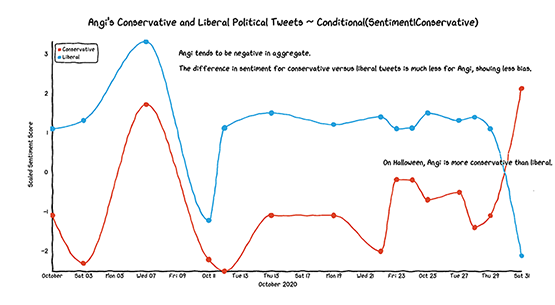 Angi's Conservative and Liberal Political Tweets ~ Conditional(Sentiment|Conservative)
Conservative
Liberal
Angi tends to be negative in aggregate.
The difference in sentiment for conservative versus liberal tweets is much less for Angi, showing less bias.
On Halloween, Angi is more conservative than liberal.
Scaled Sentiment Score
3
2
1
0
−1
−2
October Sat 03 Mon 05 Wed 07 Fri 09 Oct 11 Tue 13 Thu 15 Sat 17 Mon 19 Wed 21 Fri 23 Oct 25 Tue 27 Thu 29 Sat 31
October 2020